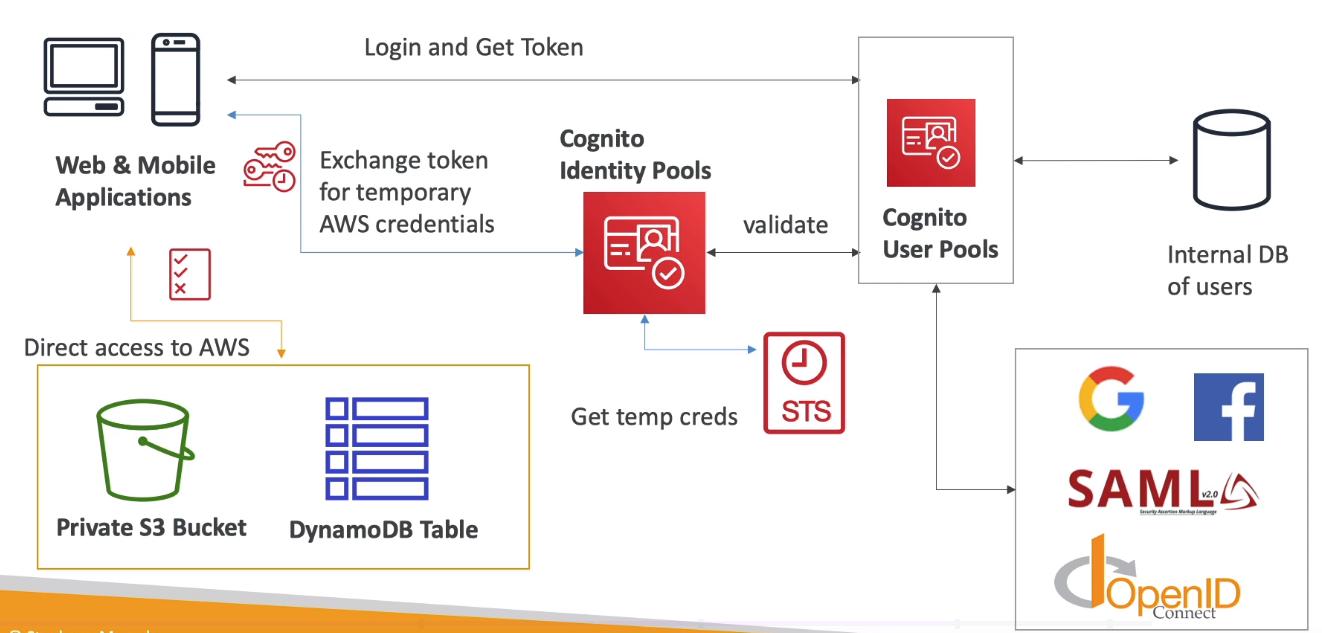 Login and Get Token
Web & Mobile
Applications
Exchange token
for temporary
AWS credentials
Cognito
Identity Pools
validate
Cognito
User Pools
Internal DB
of users
Direct access to AWS
Private S3 Bucket
DynamoDB Table
Get temp creds
STS
SAML v2.0
Security Assertion Markup Language
OpenID
Connect